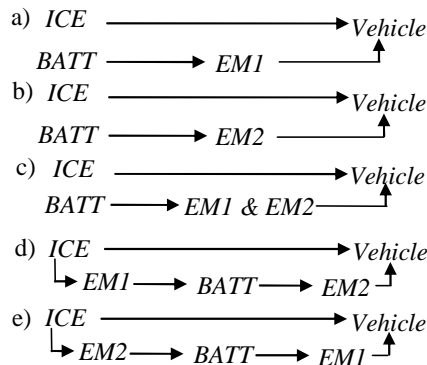 a) ICE Vehicle
BATT EM1
b) ICE Vehicle
BATT EM2
c) ICE Vehicle
BATT EM1 & EM2
d) ICE Vehicle
EM1 BATT EM2
e) ICE Vehicle
EM2 BATT EM1